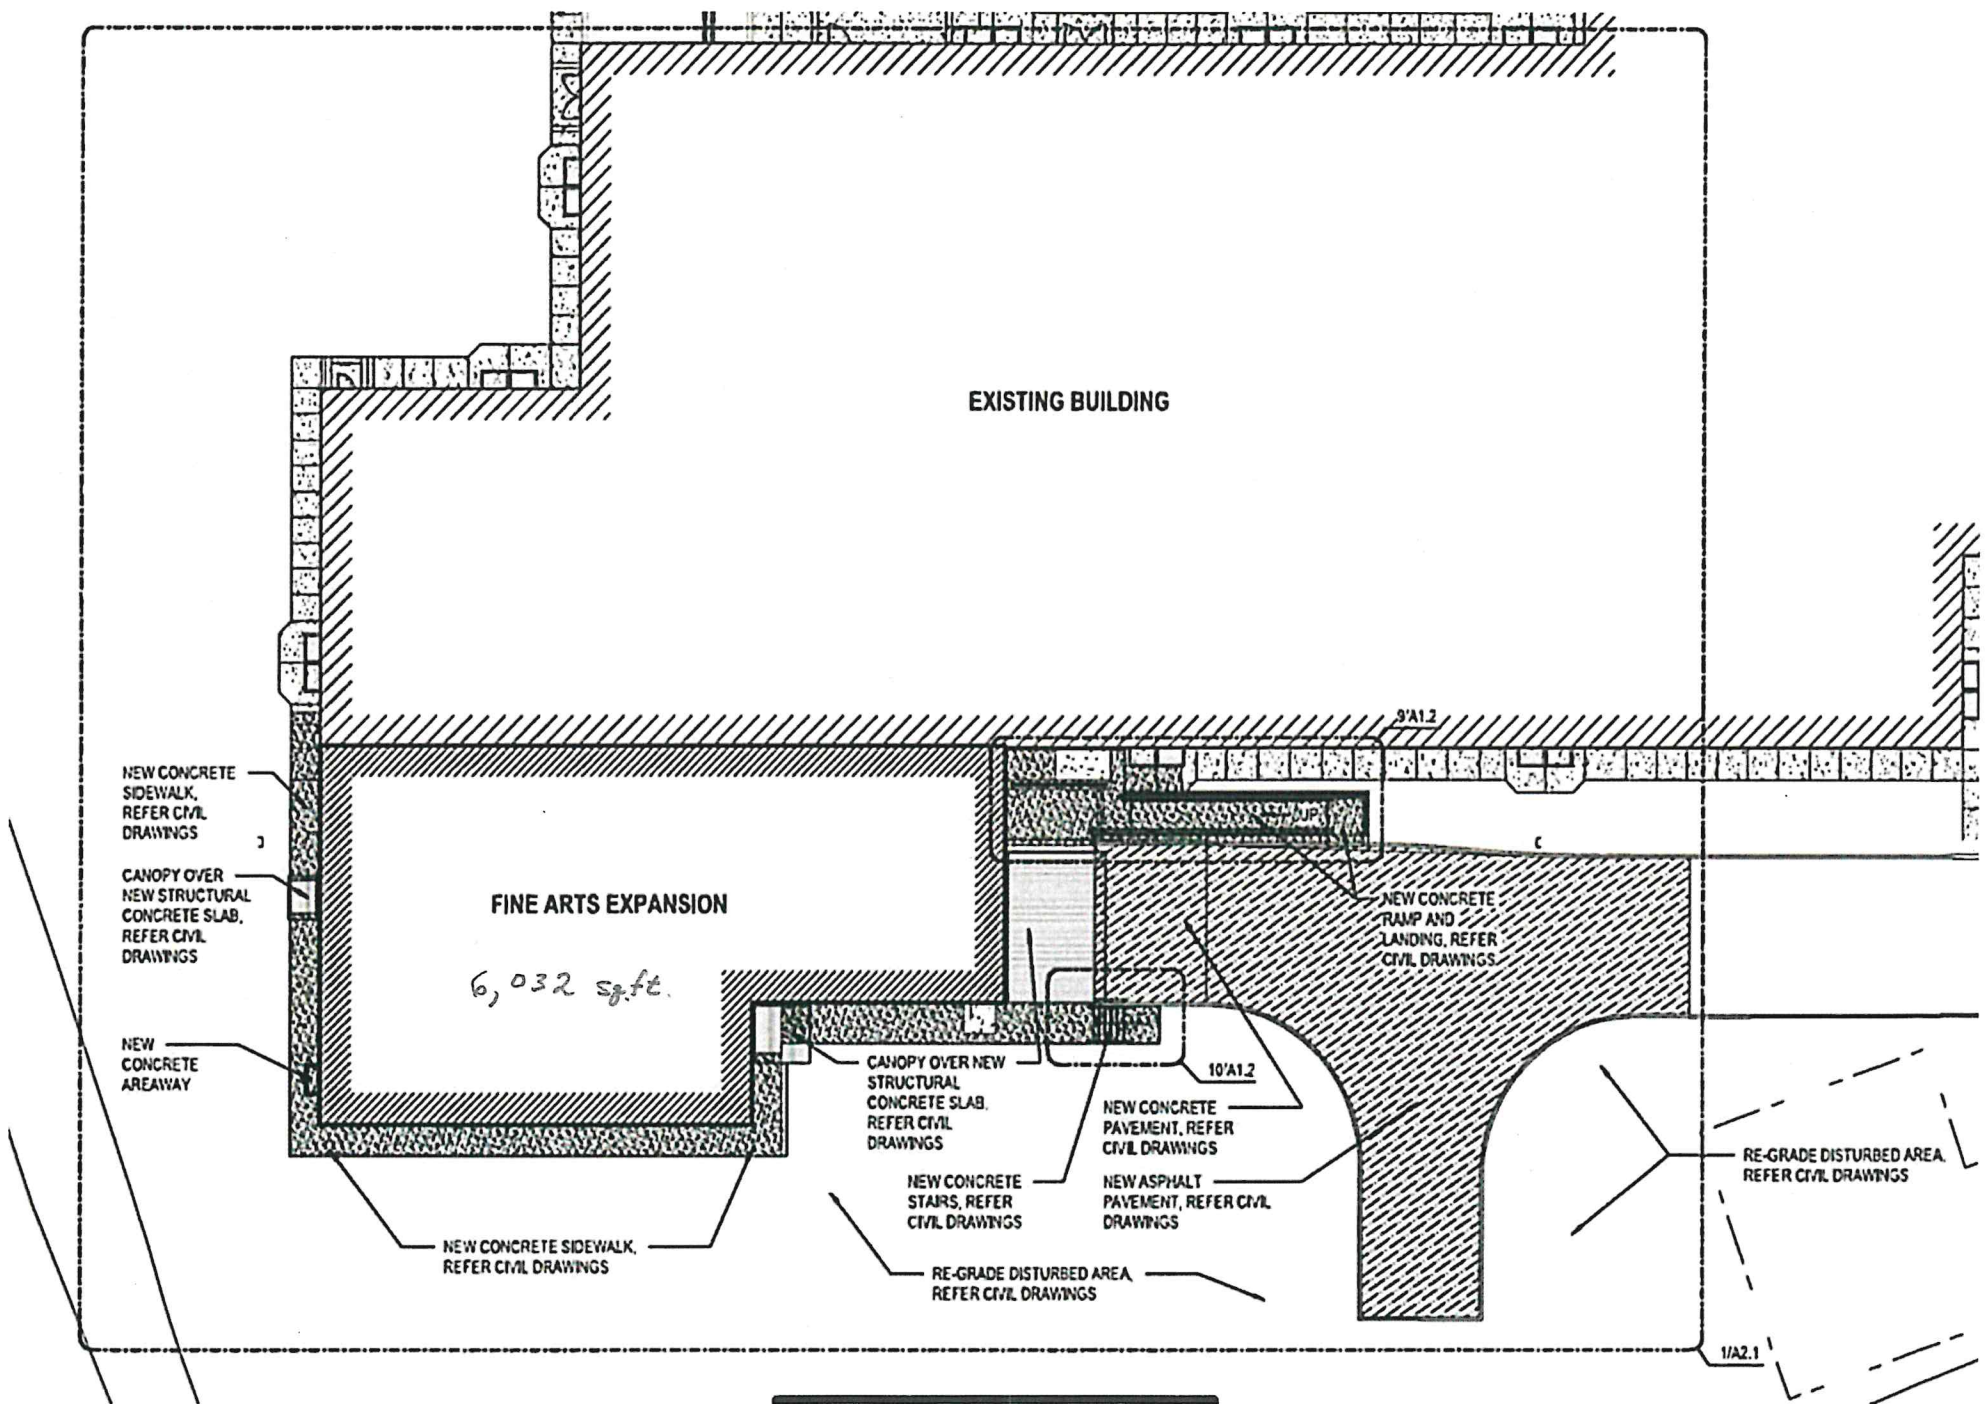 EXISTING BUILDING
9'A1.2
NEW CONCRETE
SIDEWALK,
REFER CIVIL
DRAWINGS
UP
CANOPY OVER
NEW STRUCTURAL
CONCRETE SLAB,
REFER CIVIL
DRAWINGS
FINE ARTS EXPANSION
6,032 sq.ft.
NEW CONCRETE
RAMP AND
LANDING, REFER
CIVIL DRAWINGS
NEW
CONCRETE
AREAWAY
CANOPY OVER NEW
STRUCTURAL
CONCRETE SLAB,
REFER CIVIL
DRAWINGS
10'A1.2
NEW CONCRETE
PAVEMENT, REFER
CIVIL DRAWINGS
NEW CONCRETE
STAIRS, REFER
CIVIL DRAWINGS
NEW ASPHALT
PAVEMENT, REFER CIVIL
DRAWINGS
RE-GRADE DISTURBED AREA,
REFER CIVIL DRAWINGS
NEW CONCRETE SIDEWALK,
REFER CIVIL DRAWINGS
RE-GRADE DISTURBED AREA,
REFER CIVIL DRAWINGS
1/A2.1